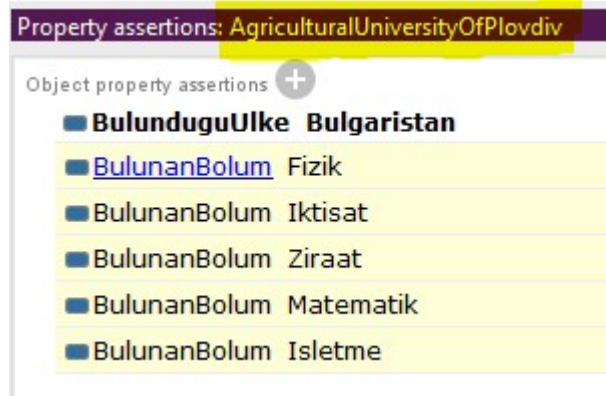 Property assertions: AgriculturalUniversityOfPlovdiv
Object property assertions
BulunduguUlke Bulgaristan
BulunanBolum Fizik
BulunanBolum Iktisat
BulunanBolum Ziraat
BulunanBolum Matematik
BulunanBolum Isletme